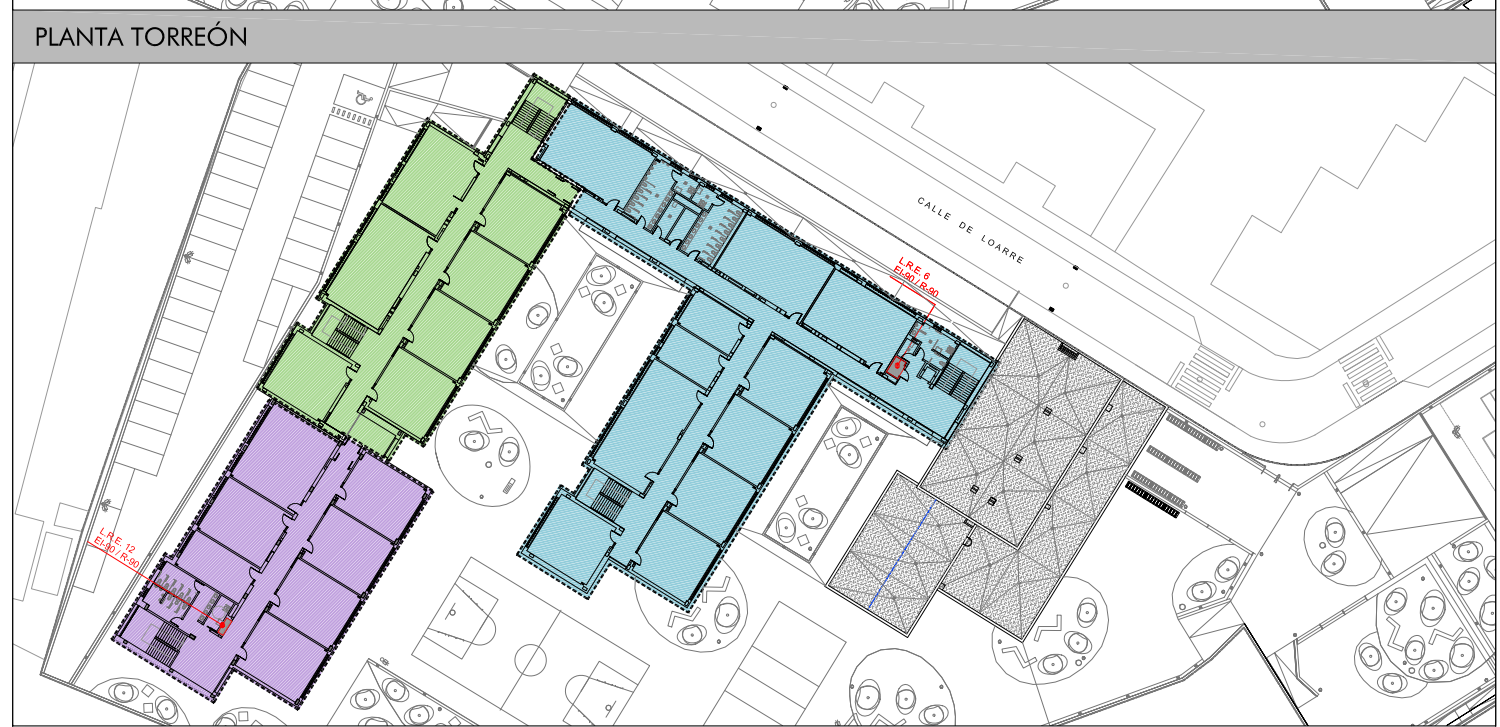 PLANTA TORREÓN
CALLE DE LOARRE
L.R.E. 6
EI-90 / R-90
L.R.E. 12
EI-90 / R-90